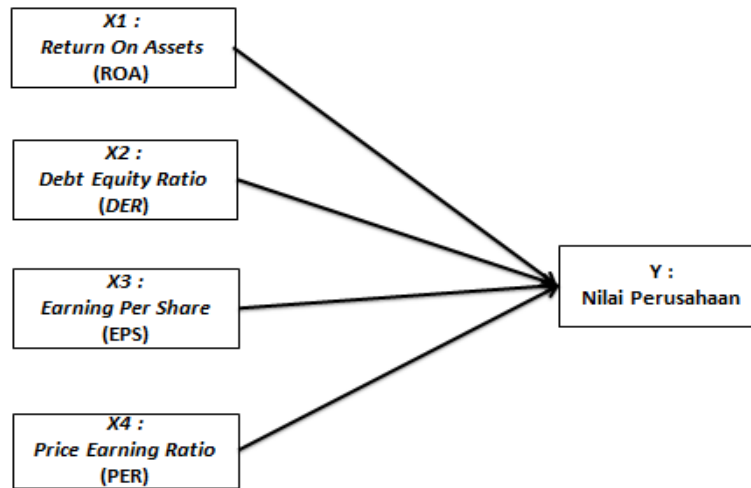 X1 :
Return On Assets
(ROA)
X2 :
Debt Equity Ratio
(DER)
X3 :
Earning Per Share
(EPS)
X4 :
Price Earning Ratio
(PER)
Y :
Nilai Perusahaan